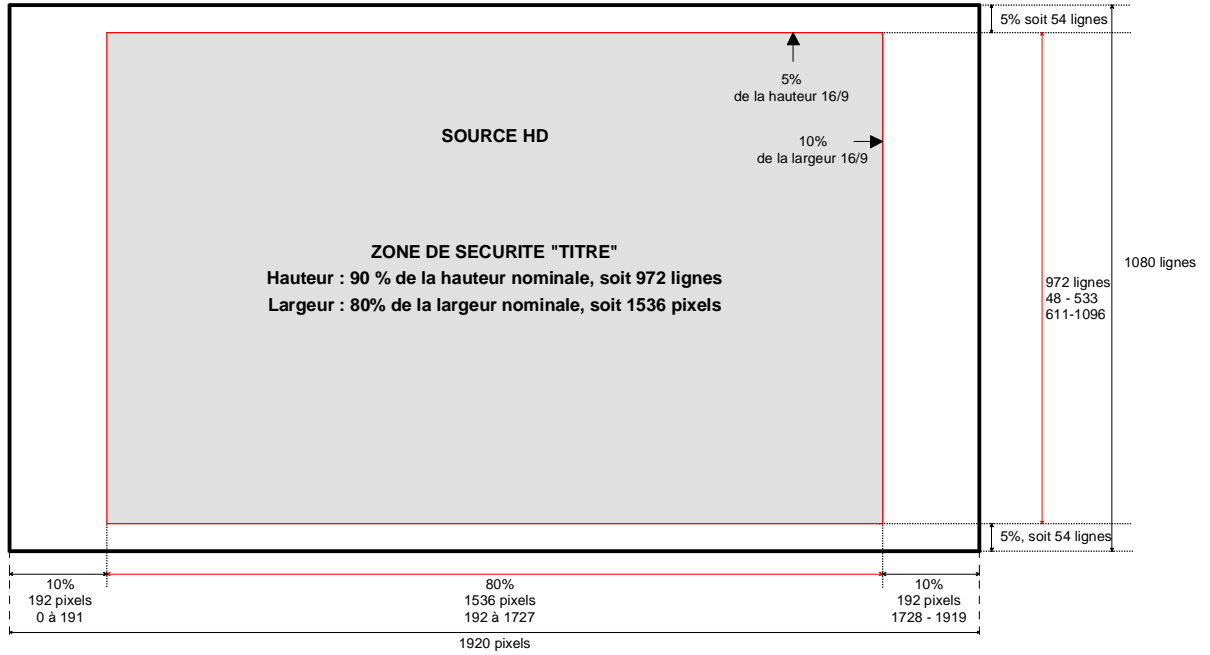 5% soit 54 lignes
5%
de la hauteur 16/9
SOURCE HD
10%
de la largeur 16/9
ZONE DE SECURITE "TITRE"
Hauteur : 90 % de la hauteur nominale, soit 972 lignes
Largeur : 80% de la largeur nominale, soit 1536 pixels
1080 lignes
972 lignes
48 - 533
611-1096
5%, soit 54 lignes
10%
192 pixels
0 à 191
80%
1536 pixels
192 à 1727
10%
192 pixels
1728 - 1919
1920 pixels